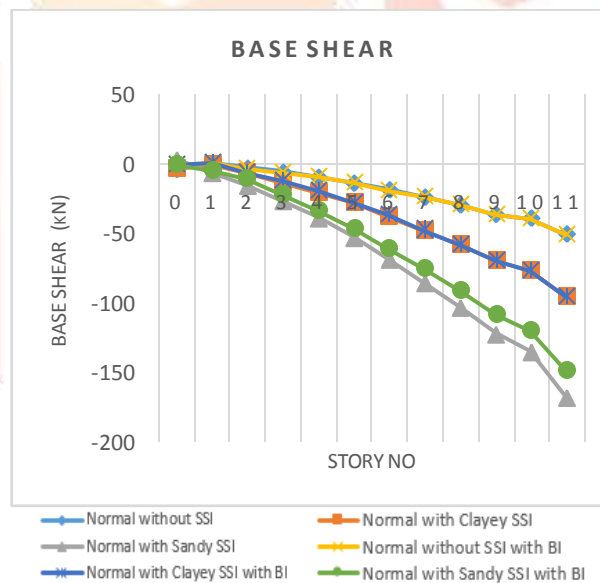 BASE SHEAR
50
0
-50
-100
-150
-200
0 1 2 3 4 5 6 7 8 9 10 11
BASE SHEAR (kN)
STORY NO
Normal without SSI
Normal with Clayey SSI
Normal with Sandy SSI
Normal without SSI with BI
Normal with Clayey SSI with BI
Normal with Sandy SSI with BI